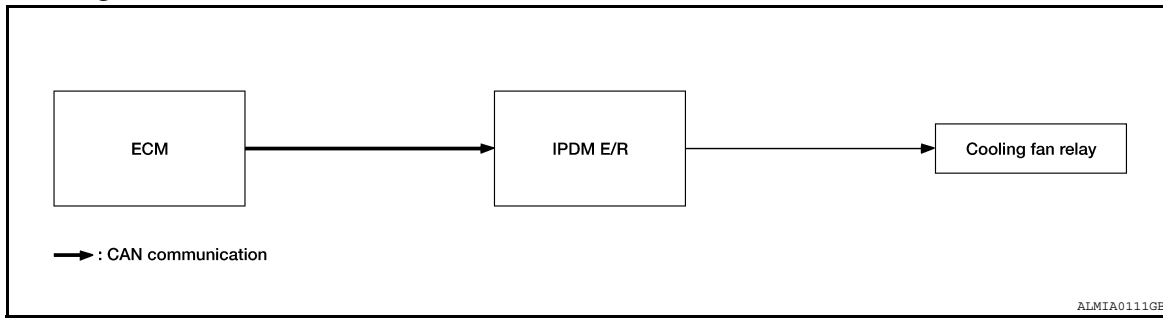 ECM
IPDM E/R
Cooling fan relay
: CAN communication
ALMIA0111GB